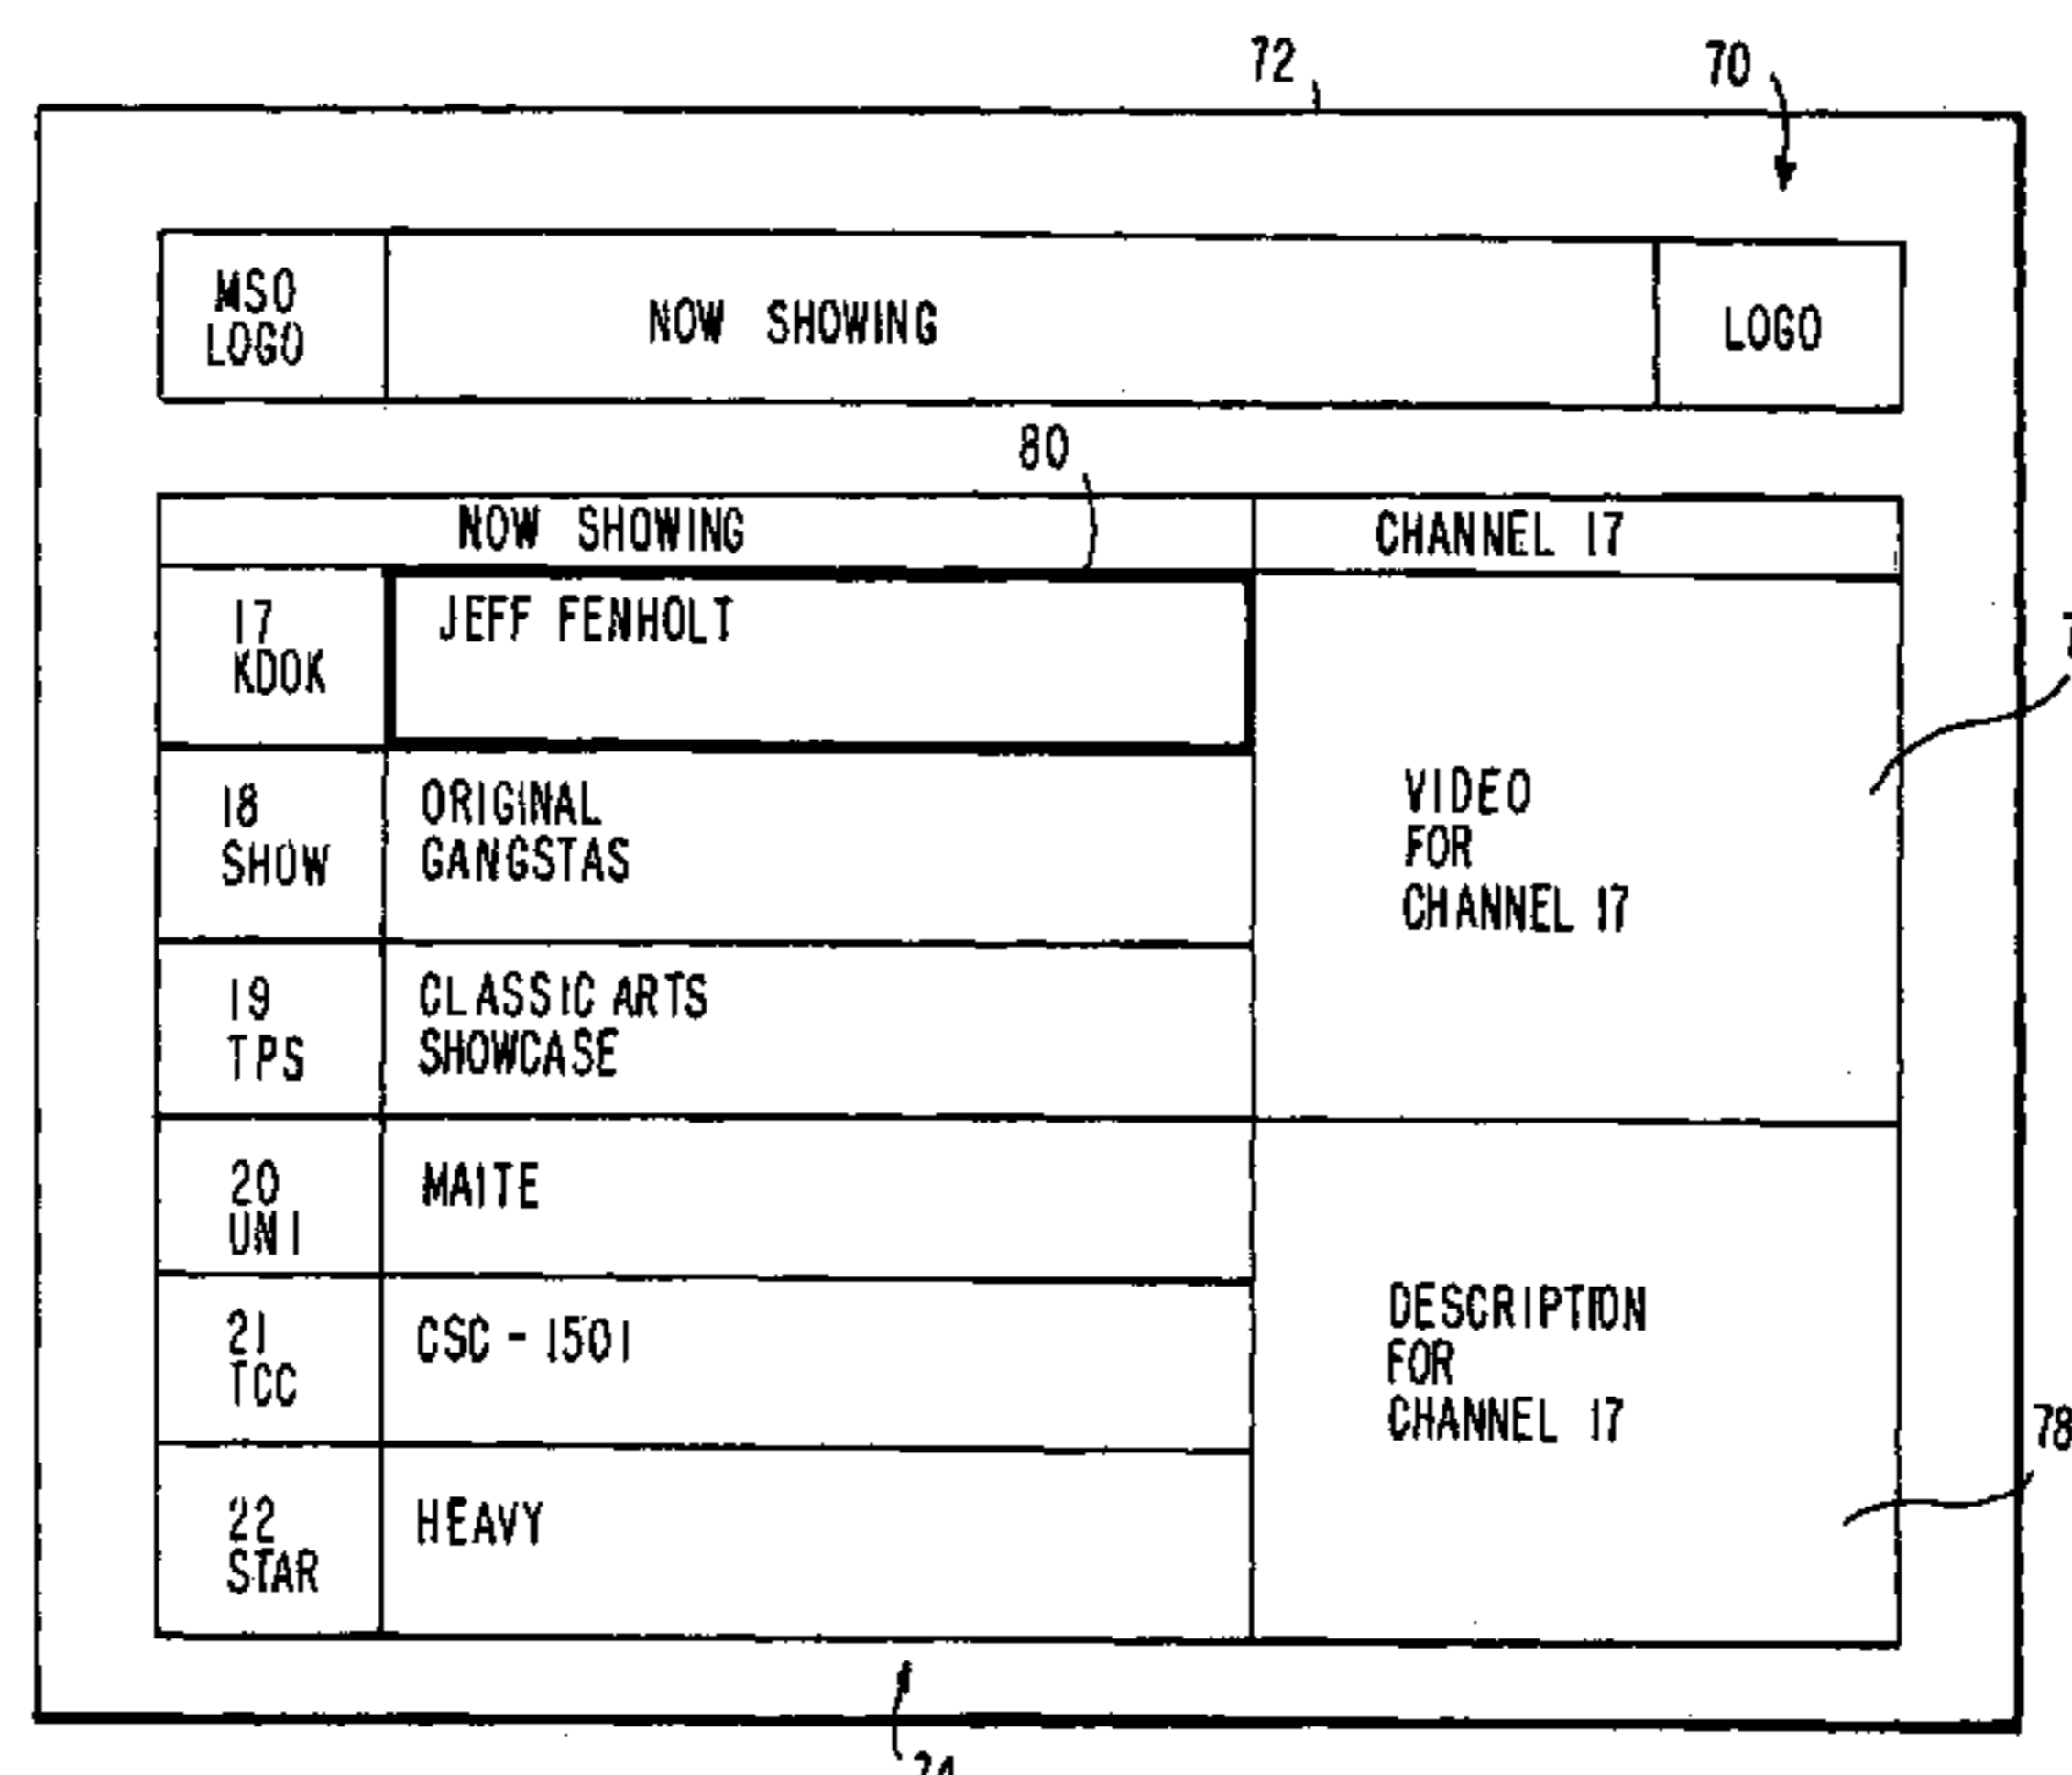 72
70
MSO
LOGO
NOW SHOWING
LOGO
80
NOW SHOWING
CHANNEL 17
17
KDOK
JEFF FENHOLT
18
SHOW
ORIGINAL
GANGSTAS
19
TPS
CLASSIC ARTS
SHOWCASE
VIDEO
FOR
CHANNEL 17
20
UNI
MAITE
21
TCC
CSC - 1501
22
STAR
HEAVY
DESCRIPTION
FOR
CHANNEL 17
78
74